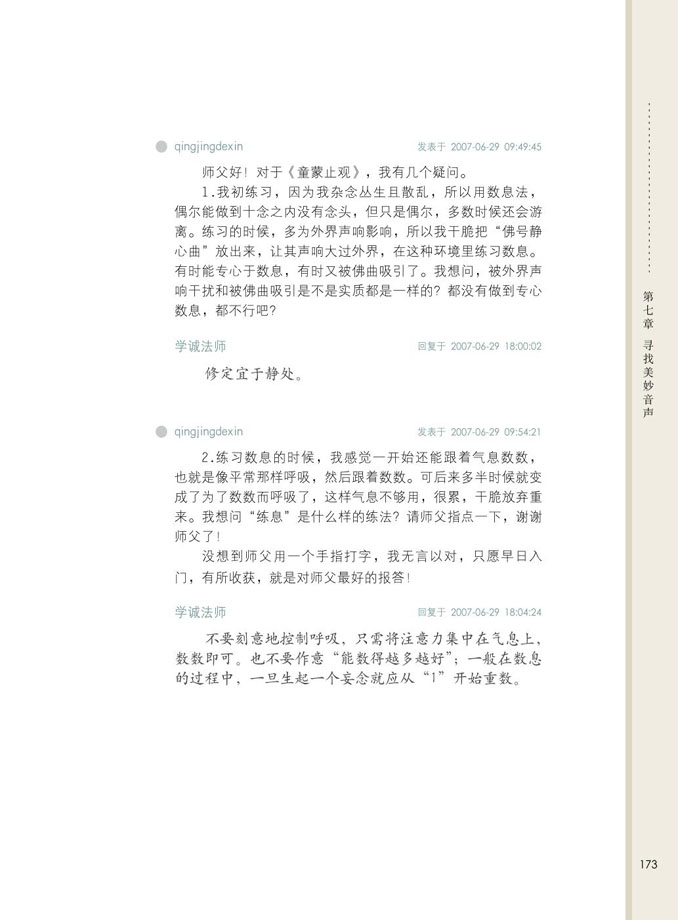 qingjingdexin 发表于 2007-06-29 09:49:45
师父好！对于《童蒙止观》，我有几个疑问。
1.我初练习，因为我杂念丛生且散乱，所以用数息法，
偶尔能做到十念之内没有念头，但只是偶尔，多数时候还会游
离。练习的时候，多为外界声响影响，所以我干脆把“佛号静
心曲”放出来，让其声响大过外界，在这种环境里练习数息。
有时能专心于数息，有时又被佛曲吸引了。我想问，被外界声
响干扰和被佛曲吸引是不是实质都是一样的？都没有做到专心
数息，都不行吧？
学诚法师 回复于 2007-06-29 18:00:02
修定宜于静处。
qingjingdexin 发表于 2007-06-29 09:54:21
2.练习数息的时候，我感觉一开始还能跟着气息数数，
也就是像平常那样呼吸，然后跟着数数。可后来多半时候就变
成了为了数数而呼吸了，这样气息不够用，很累，干脆放弃重
来。我想问“练息”是什么样的练法？请师父指点一下，谢谢
师父了！
没想到师父用一个手指打字，我无言以对，只愿早日入
门，有所收获，就是对师父最好的报答！
学诚法师 回复于 2007-06-29 18:04:24
不要刻意地控制呼吸，只需将注意力集中在气息上，
数数即可。也不要作意“能数得越多越好”；一般在数息
的过程中，一旦生起一个妄念就应从“1”开始重数。
第七章 寻找美妙音声
173